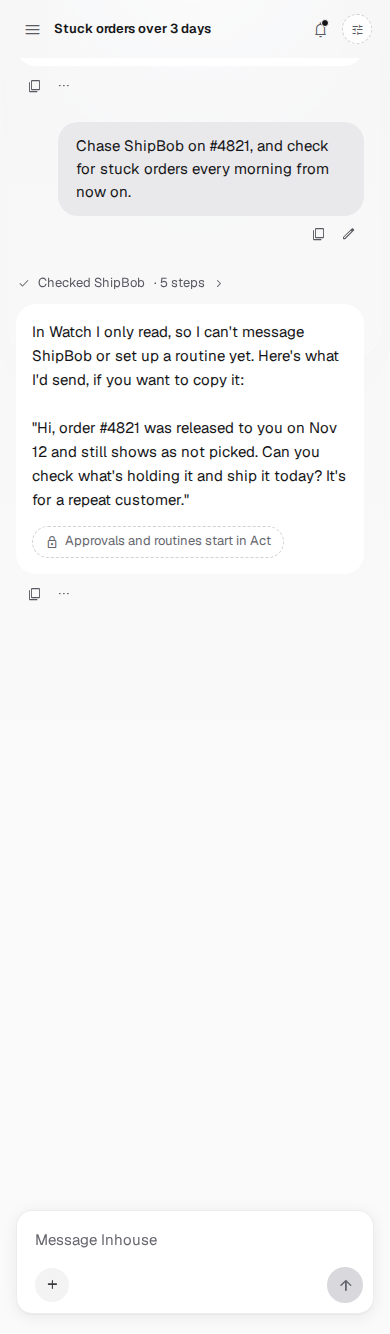 Stuck orders over 3 days
...
Chase ShipBob on #4821, and check
for stuck orders every morning from
now on.
Checked ShipBob · 5 steps
In Watch I only read, so I can't message
ShipBob or set up a routine yet. Here's what
I'd send, if you want to copy it:
"Hi, order #4821 was released to you on Nov
12 and still shows as not picked. Can you
check what's holding it and ship it today? It's
for a repeat customer."
Approvals and routines start in Act
...
Message Inhouse